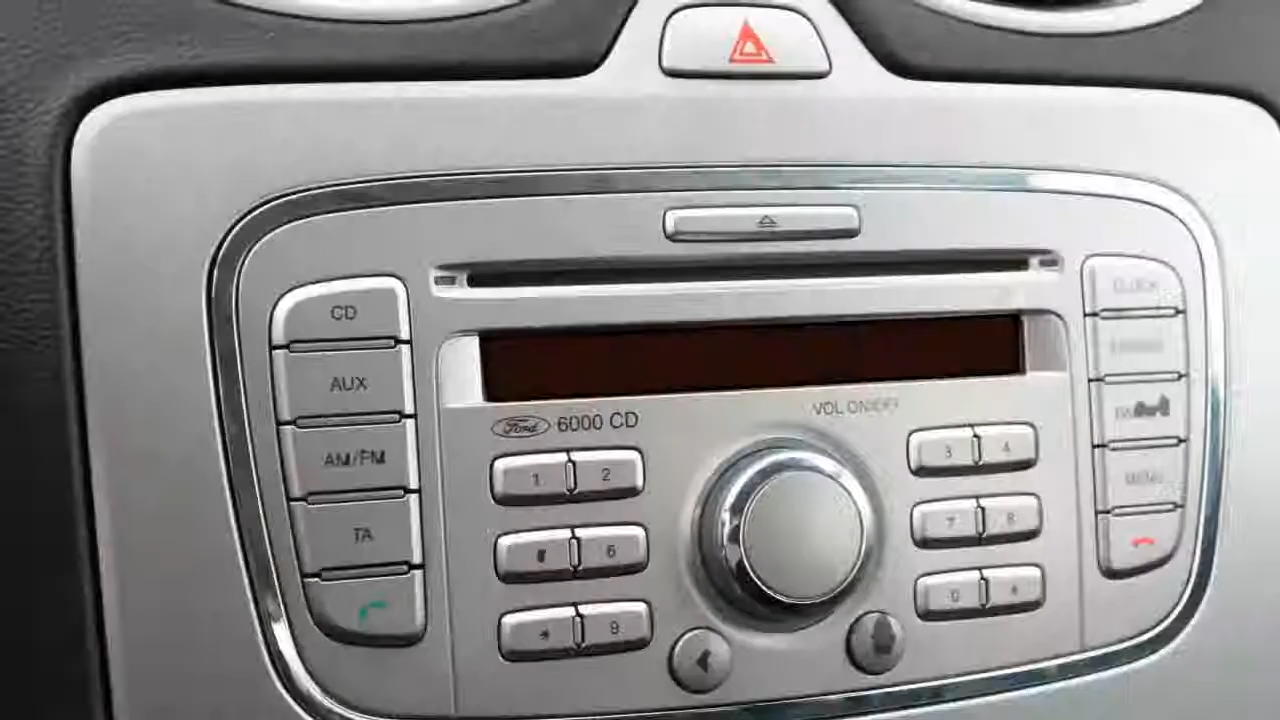 CD
AUX
AM/FM
TA
Ford 6000 CD
VOL ON/OFF
1 2
6
* 9
3 4
7 8
0
CLOCK
MENU